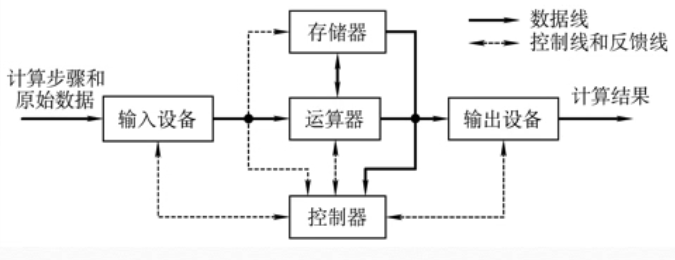 存储器
数据线
控制线和反馈线
计算步骤和
原始数据
输入设备
运算器
输出设备
计算结果
控制器